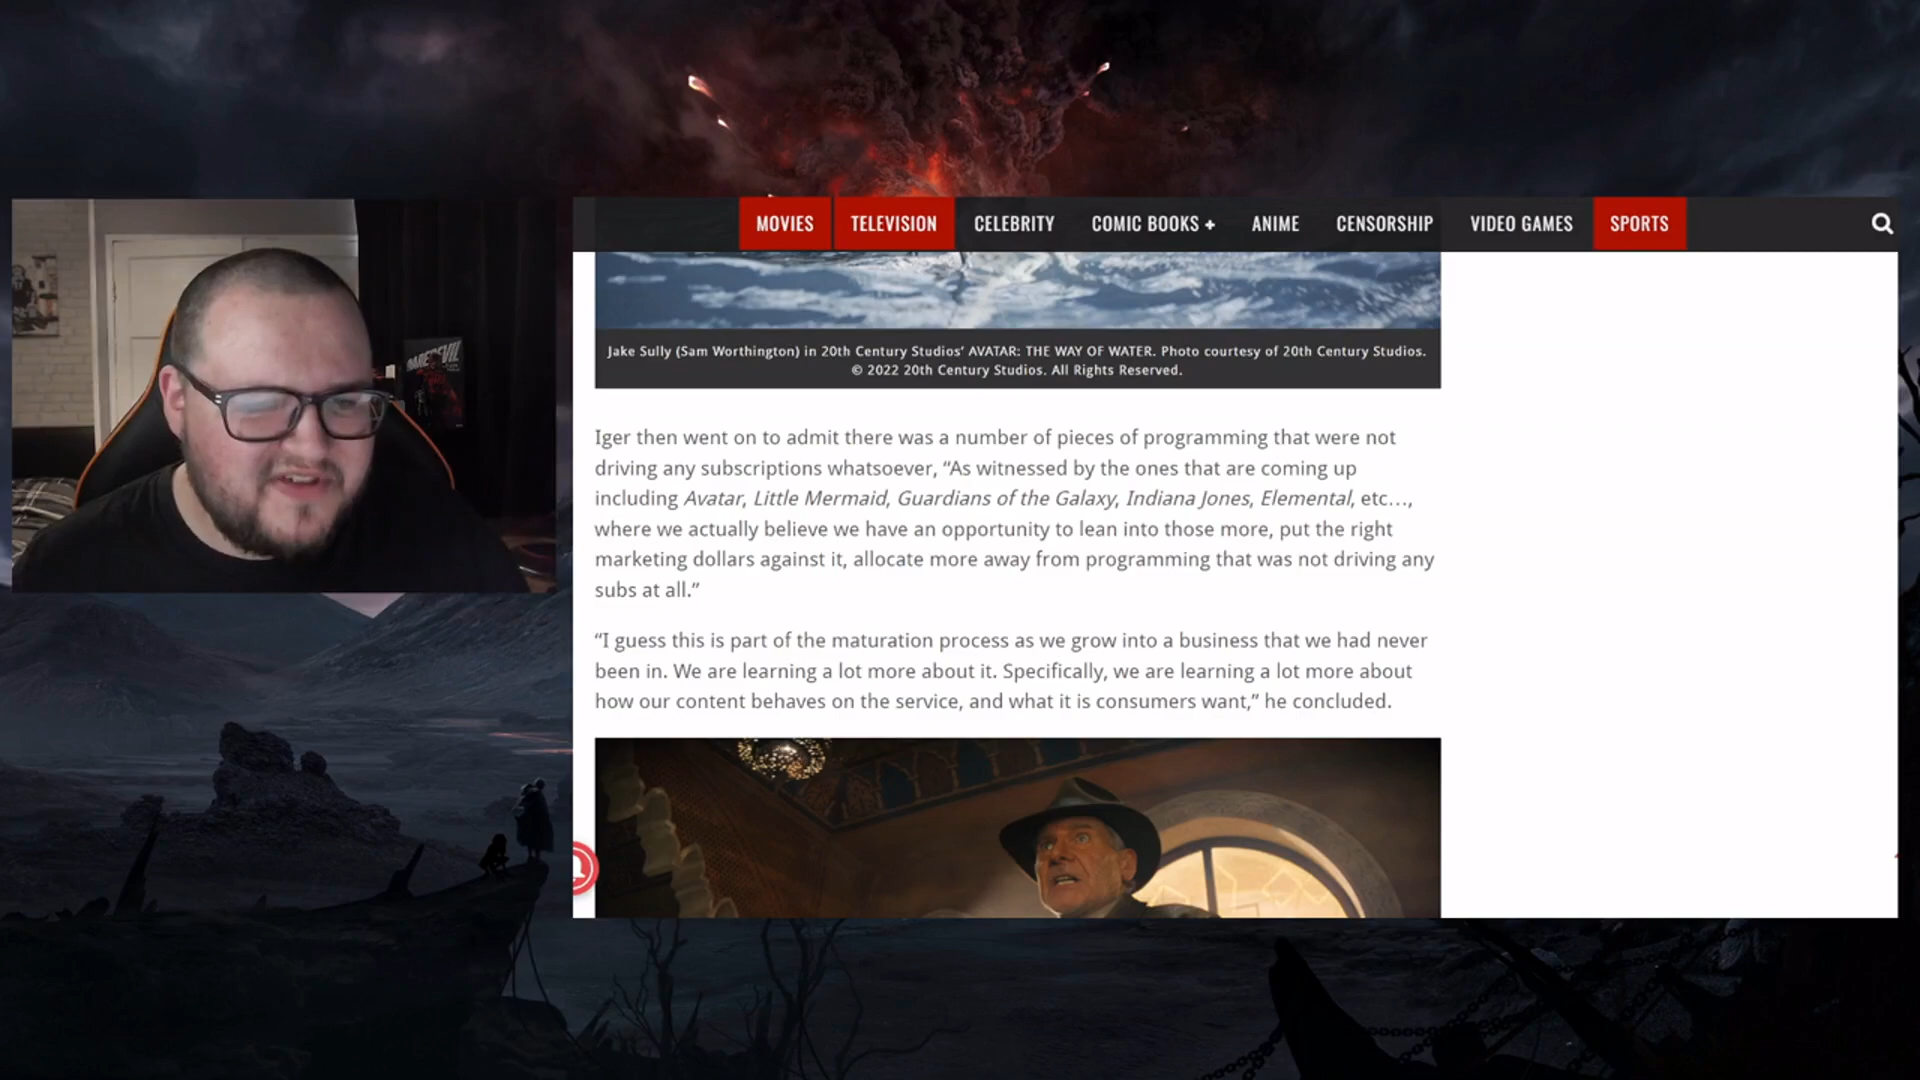 MOVIES TELEVISION CELEBRITY COMIC BOOKS + ANIME CENSORSHIP VIDEO GAMES SPORTS
DAREDEVIL
Jake Sully (Sam Worthington) in 20th Century Studios' AVATAR: THE WAY OF WATER. Photo courtesy of 20th Century Studios.
© 2022 20th Century Studios. All Rights Reserved.
Iger then went on to admit there was a number of pieces of programming that were not
driving any subscriptions whatsoever, “As witnessed by the ones that are coming up
including Avatar, Little Mermaid, Guardians of the Galaxy, Indiana Jones, Elemental, etc…,
where we actually believe we have an opportunity to lean into those more, put the right
marketing dollars against it, allocate more away from programming that was not driving any
subs at all.”
“I guess this is part of the maturation process as we grow into a business that we had never
been in. We are learning a lot more about it. Specifically, we are learning a lot more about
how our content behaves on the service, and what it is consumers want,” he concluded.